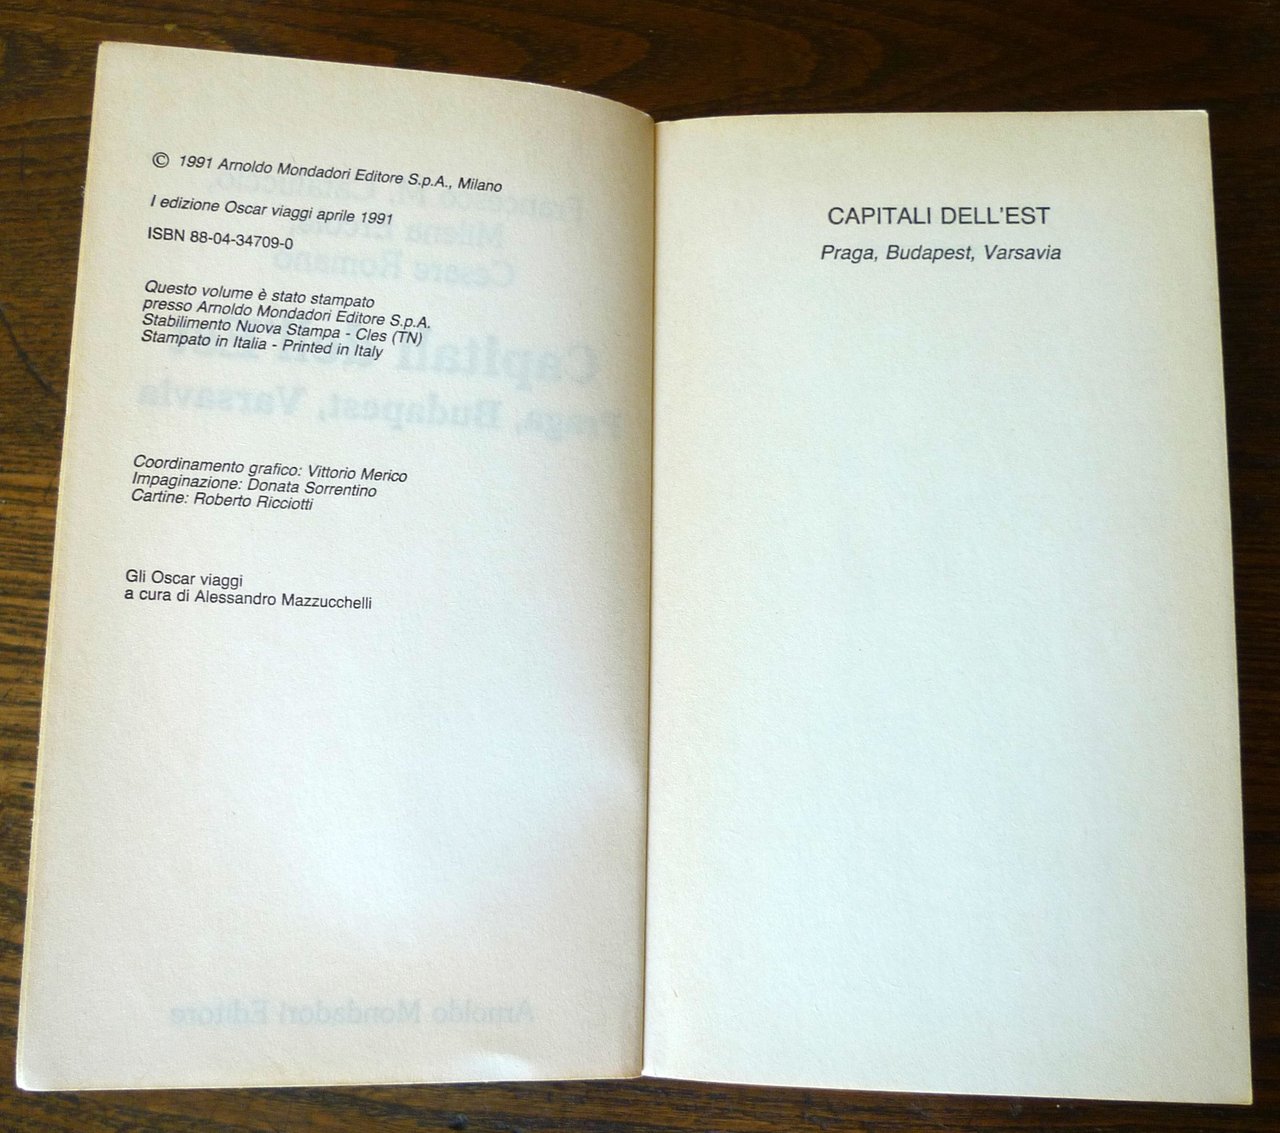 © 1991 Arnoldo Mondadori Editore S.p.A., Milano
I edizione Oscar viaggi aprile 1991
ISBN 88-04-34709-0
Questo volume è stato stampato
presso Arnoldo Mondadori Editore S.p.A.
Stabilimento Nuova Stampa - Cles (TN)
Stampato in Italia - Printed in Italy
Coordinamento grafico: Vittorio Merico
Impaginazione: Donata Sorrentino
Cartine: Roberto Ricciotti
Gli Oscar viaggi
a cura di Alessandro Mazzucchelli
CAPITALI DELL'EST
Praga, Budapest, Varsavia